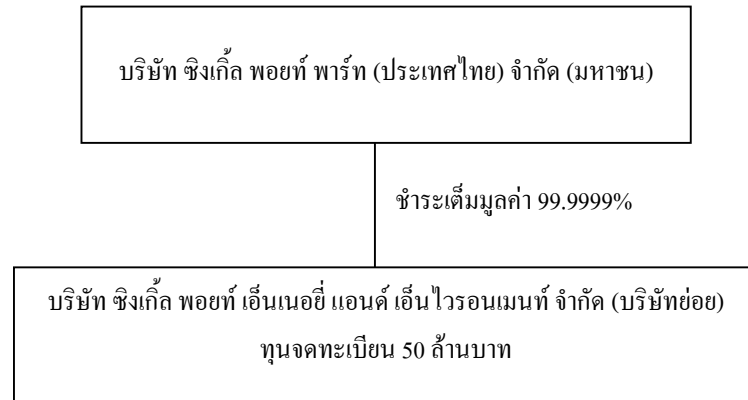 บริษัท ซิงเกิ้ล พอยท์ พาร์ท (ประเทศไทย) จำกัด (มหาชน)
ชำระเต็มมูลค่า 99.9999%
บริษัท ซิงเกิ้ล พอยท์ เอ็นเนอยี่ แอนด์ เอ็นไวรอนเมนท์ จำกัด (บริษัทย่อย)
ทุนจดทะเบียน 50 ล้านบาท